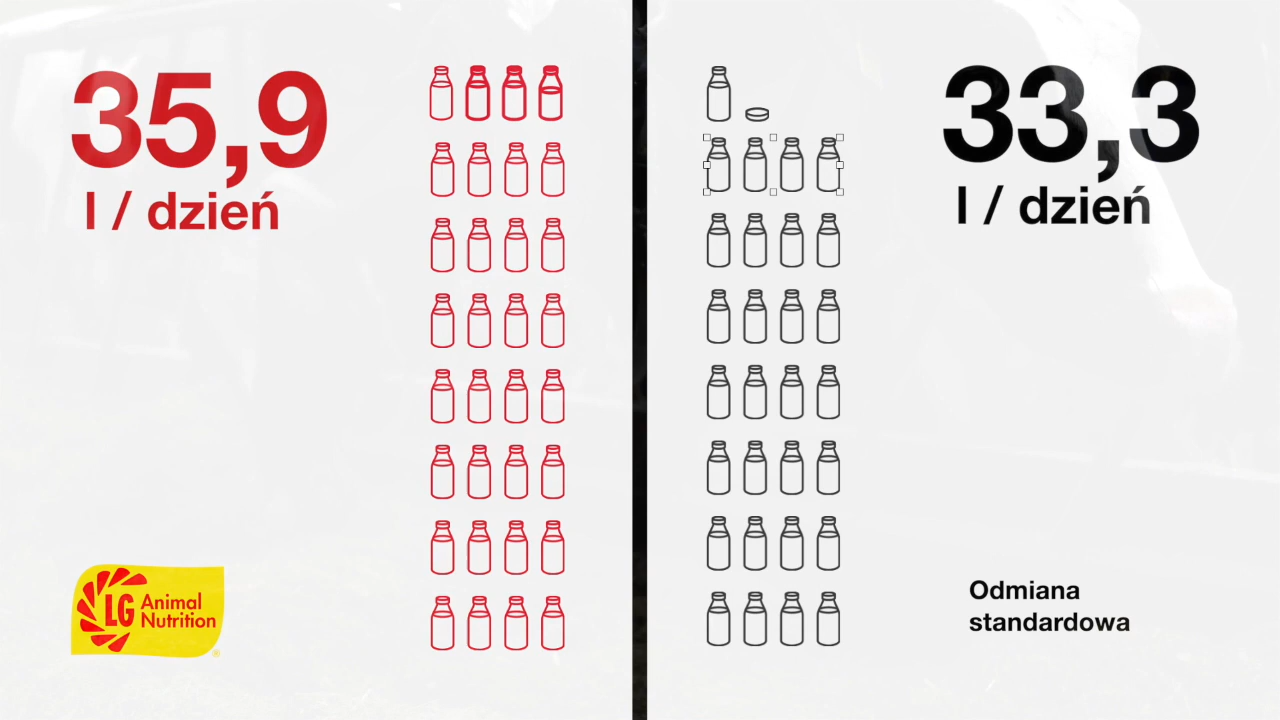 35,9
l / dzień
LG Animal
Nutrition
33,3
l / dzień
Odmiana
standardowa